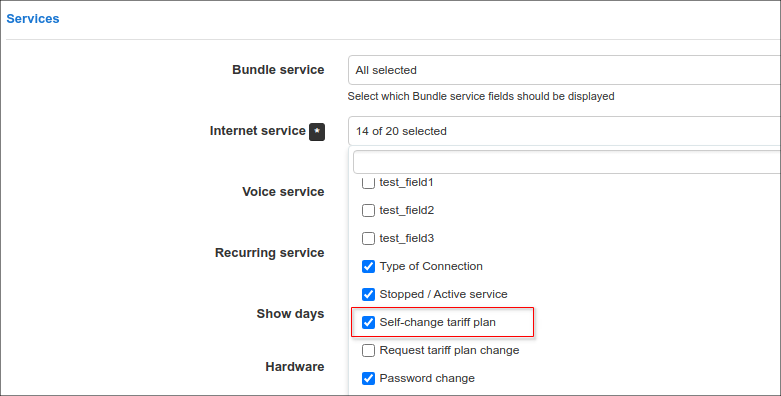 Services
Bundle service
All selected
Select which Bundle service fields should be displayed
Internet service *
14 of 20 selected
test_field1
Voice service
test_field2
test_field3
Recurring service
Type of Connection
Stopped / Active service
Show days
Self-change tariff plan
Request tariff plan change
Hardware
Password change